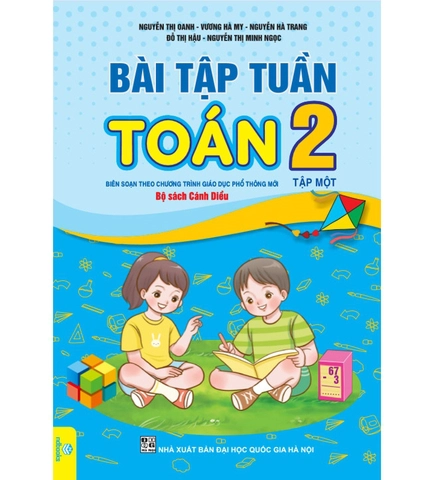 NGUYỄN THỊ OANH - VƯƠNG HÀ MY - NGUYỄN HÀ TRANG
ĐỖ THỊ HẬU - NGUYỄN THỊ MINH NGỌC
BÀI TẬP TUẦN
TOÁN 2
TẬP MỘT
BIÊN SOẠN THEO CHƯƠNG TRÌNH GIÁO DỤC PHỔ THÔNG MỚI
Bộ sách Cánh Diều
67
- 3
NHÀ XUẤT BẢN ĐẠI HỌC QUỐC GIA HÀ NỘI